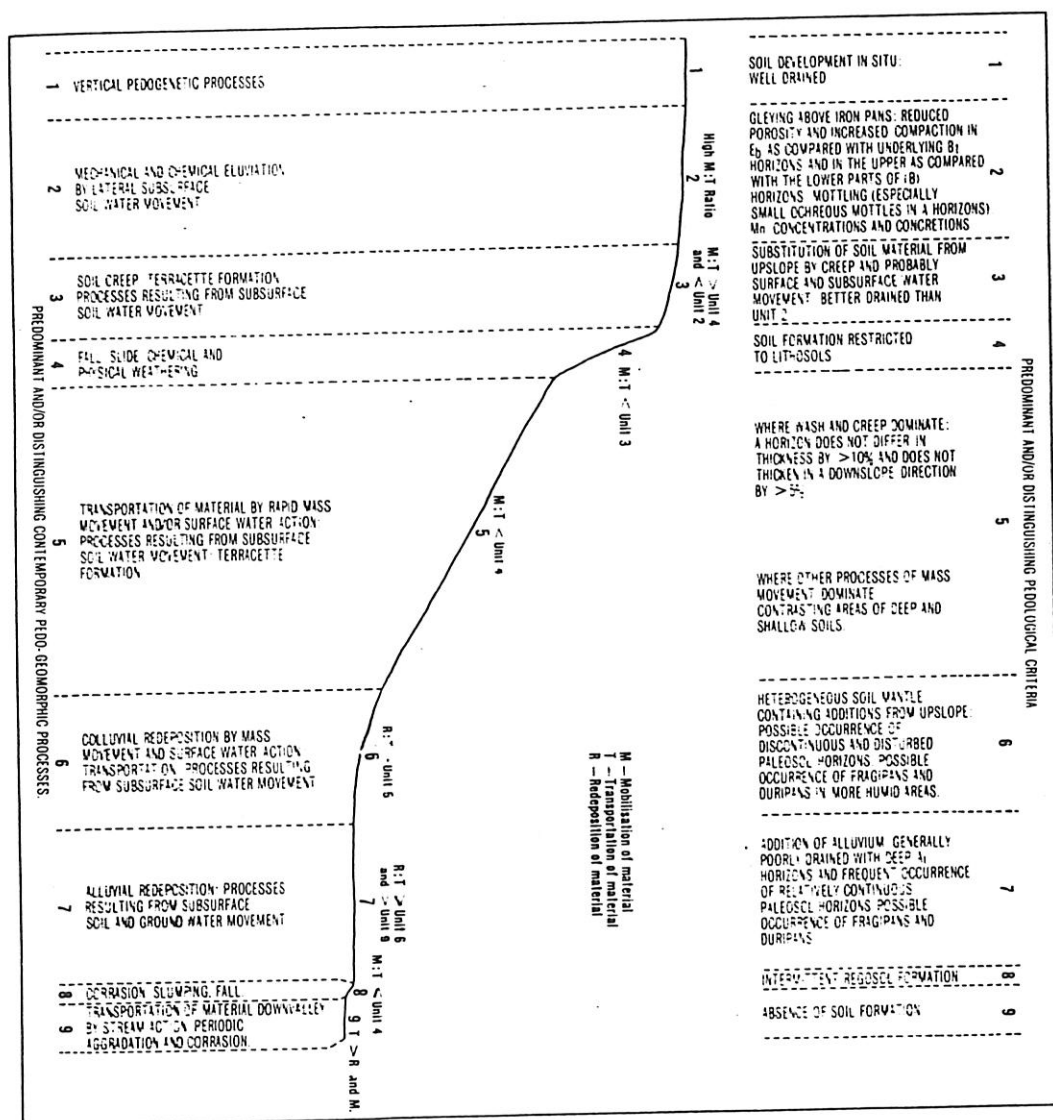 PREDOMINANT AND/OR DISTINGUISHING PEDOLOGICAL CRITERIA
1
SOIL DEVELOPMENT IN SITU:
WELL DRAINED
2
GLEYING ABOVE IRON PANS: REDUCED
POROSITY AND INCREASED COMPACTION IN
Eb AS COMPARED WITH UNDERLYING Bt
HORIZONS AND IN THE UPPER AS COMPARED
WITH THE LOWER PARTS OF (B)
HORIZONS MOTTLING (ESPECIALLY
SMALL OCHREOUS MOTTLES IN A HORIZONS)
Mn CONCENTRATIONS AND CONCRETIONS
3
SUBSTITUTION OF SOIL MATERIAL FROM
UPSLOPE BY CREEP AND PROBABLY
SURFACE AND SUBSURFACE WATER
MOVEMENT BETTER DRAINED THAN
UNIT 2
4
SOIL FORMATION RESTRICTED
TO LITHOSOLS
5
WHERE WASH AND CREEP DOMINATE:
A HORIZON DOES NOT DIFFER IN
THICKNESS BY >10% AND DOES NOT
THICKEN IN A DOWNSLOPE DIRECTION
BY > 5%
WHERE OTHER PROCESSES OF MASS
MOVEMENT DOMINATE
CONTRASTING AREAS OF DEEP AND
SHALLOW SOILS
6
HETEROGENEOUS SOIL MANTLE
CONTAINING ADDITIONS FROM UPSLOPE:
POSSIBLE OCCURRENCE OF
DISCONTINUOUS AND DISTURBED
PALEOSOL HORIZONS. POSSIBLE
OCCURRENCE OF FRAGIPANS AND
DURIPANS IN MORE HUMID AREAS.
7
ADDITION OF ALLUVIUM. GENERALLY
POORLY DRAINED WITH DEEP A1
HORIZONS AND FREQUENT OCCURRENCE
OF RELATIVELY CONTINUOUS
PALEOSOL HORIZONS POSSIBLE
OCCURRENCE OF FRAGIPANS AND
DURIPANS
8
INTERMITTENT REGOSOL FORMATION
9
ABSENCE OF SOIL FORMATION
1
High M:T Ratio
2
M:T > Unit 4
and < Unit 2
3
4 M:T < Unit 3
M:T < Unit 4
5
R:T Unit 5
6
R:T > Unit 6
and > Unit 9
7
M:T < Unit 4
8
9 T > R and M.
M – Mobilisation of material
T – Transportation of material
R – Redeposition of material
1
VERTICAL PEDOGENETIC PROCESSES
2
MECHANICAL AND CHEMICAL ELUVIATION
BY LATERAL SUBSURFACE
SOIL WATER MOVEMENT
3
SOIL CREEP TERRACETTE FORMATION
PROCESSES RESULTING FROM SUBSURFACE
SOIL WATER MOVEMENT
4
FALL, SLIDE, CHEMICAL AND
PHYSICAL WEATHERING
5
TRANSPORTATION OF MATERIAL BY RAPID MASS
MOVEMENT AND/OR SURFACE WATER ACTION:
PROCESSES RESULTING FROM SUBSURFACE
SOIL WATER MOVEMENT: TERRACETTE
FORMATION
6
COLLUVIAL REDEPOSITION BY MASS
MOVEMENT AND SURFACE WATER ACTION
TRANSPORTATION. PROCESSES RESULTING
FROM SUBSURFACE SOIL WATER MOVEMENT
7
ALLUVIAL REDEPOSITION: PROCESSES
RESULTING FROM SUBSURFACE
SOIL AND GROUND WATER MOVEMENT
8
CORRASION, SLUMPING, FALL
9
TRANSPORTATION OF MATERIAL DOWNVALLEY
BY STREAM ACTION. PERIODIC
AGGRADATION AND CORRASION.
PREDOMINANT AND/OR DISTINGUISHING CONTEMPORARY PEDO- GEOMORPHIC PROCESSES.